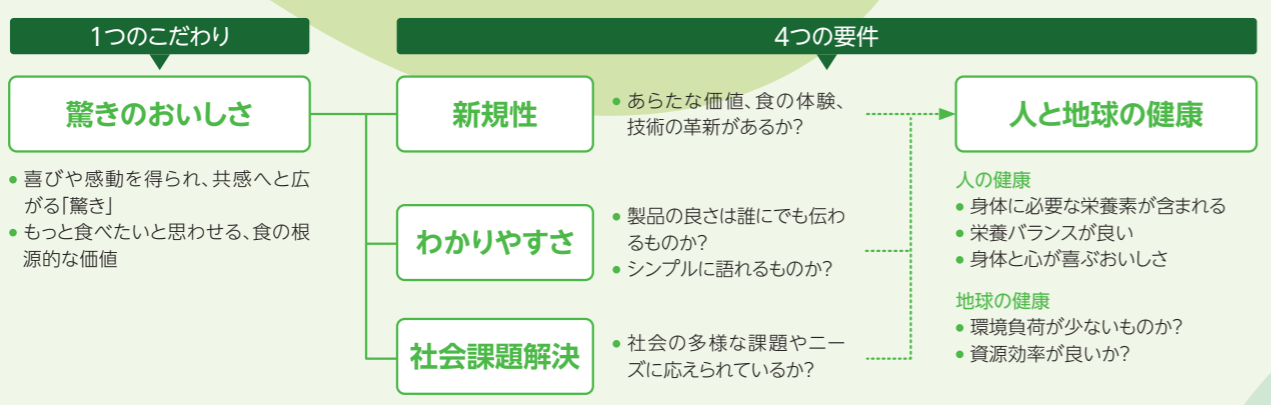 1つのこだわり
4つの要件
驚きのおいしさ
• 喜びや感動を得られ、共感へと広
がる「驚き」
• もっと食べたいと思わせる、食の根
源的な価値
新規性
• あらたな価値、食の体験、
技術の革新があるか?
わかりやすさ
• 製品の良さは誰にでも伝わ
るものか?
• シンプルに語れるものか?
社会課題解決
• 社会の多様な課題やニー
ズに応えられているか?
人と地球の健康
人の健康
• 身体に必要な栄養素が含まれる
• 栄養バランスが良い
• 身体と心が喜ぶおいしさ
地球の健康
• 環境負荷が少ないものか?
• 資源効率が良いか?